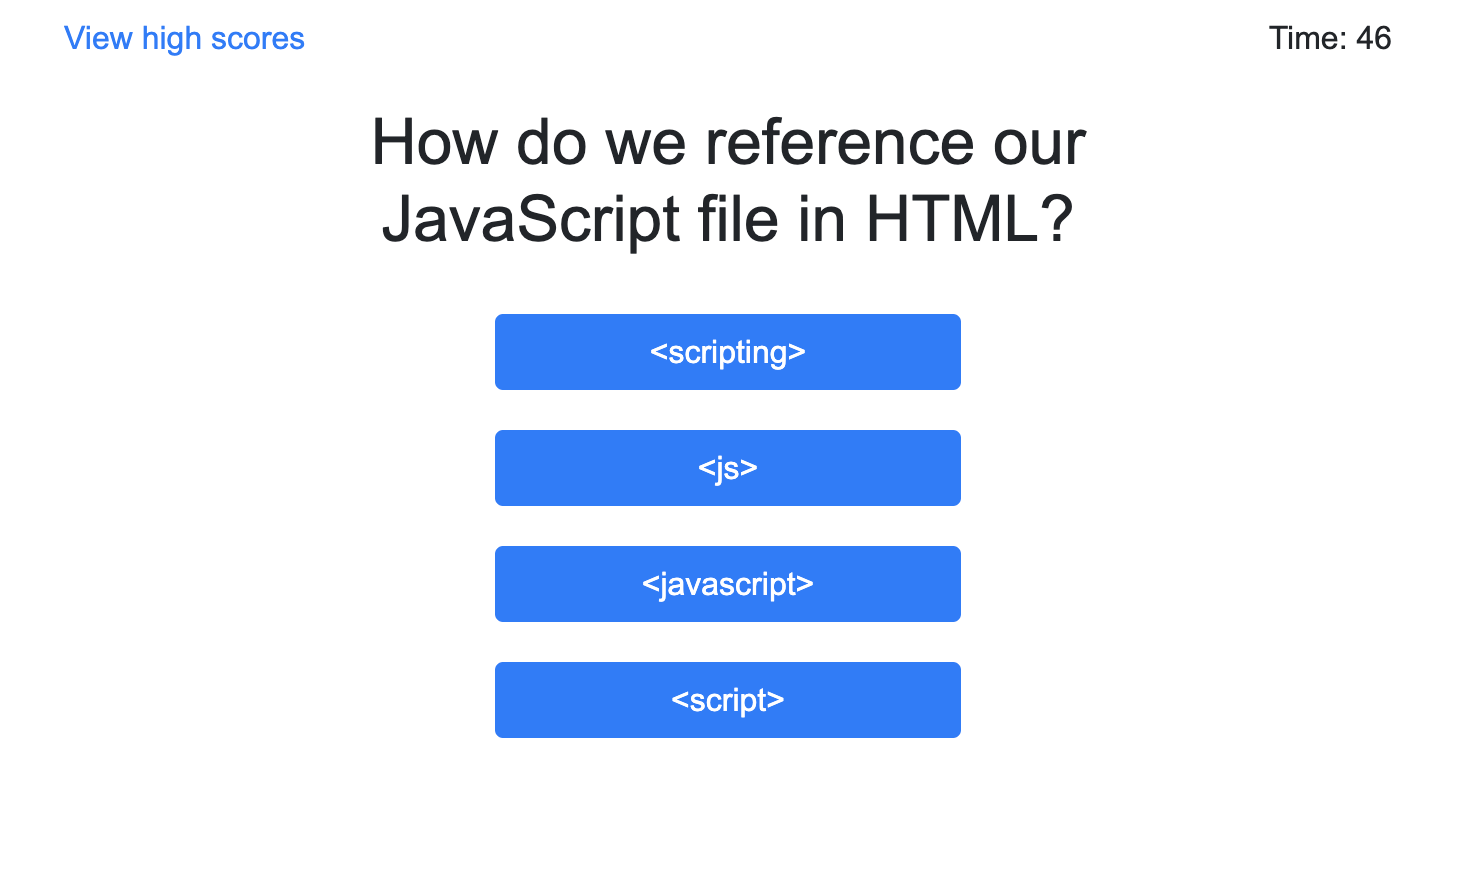 View high scores
Time: 46
How do we reference our
JavaScript file in HTML?
<scripting>
<js>
<javascript>
<script>